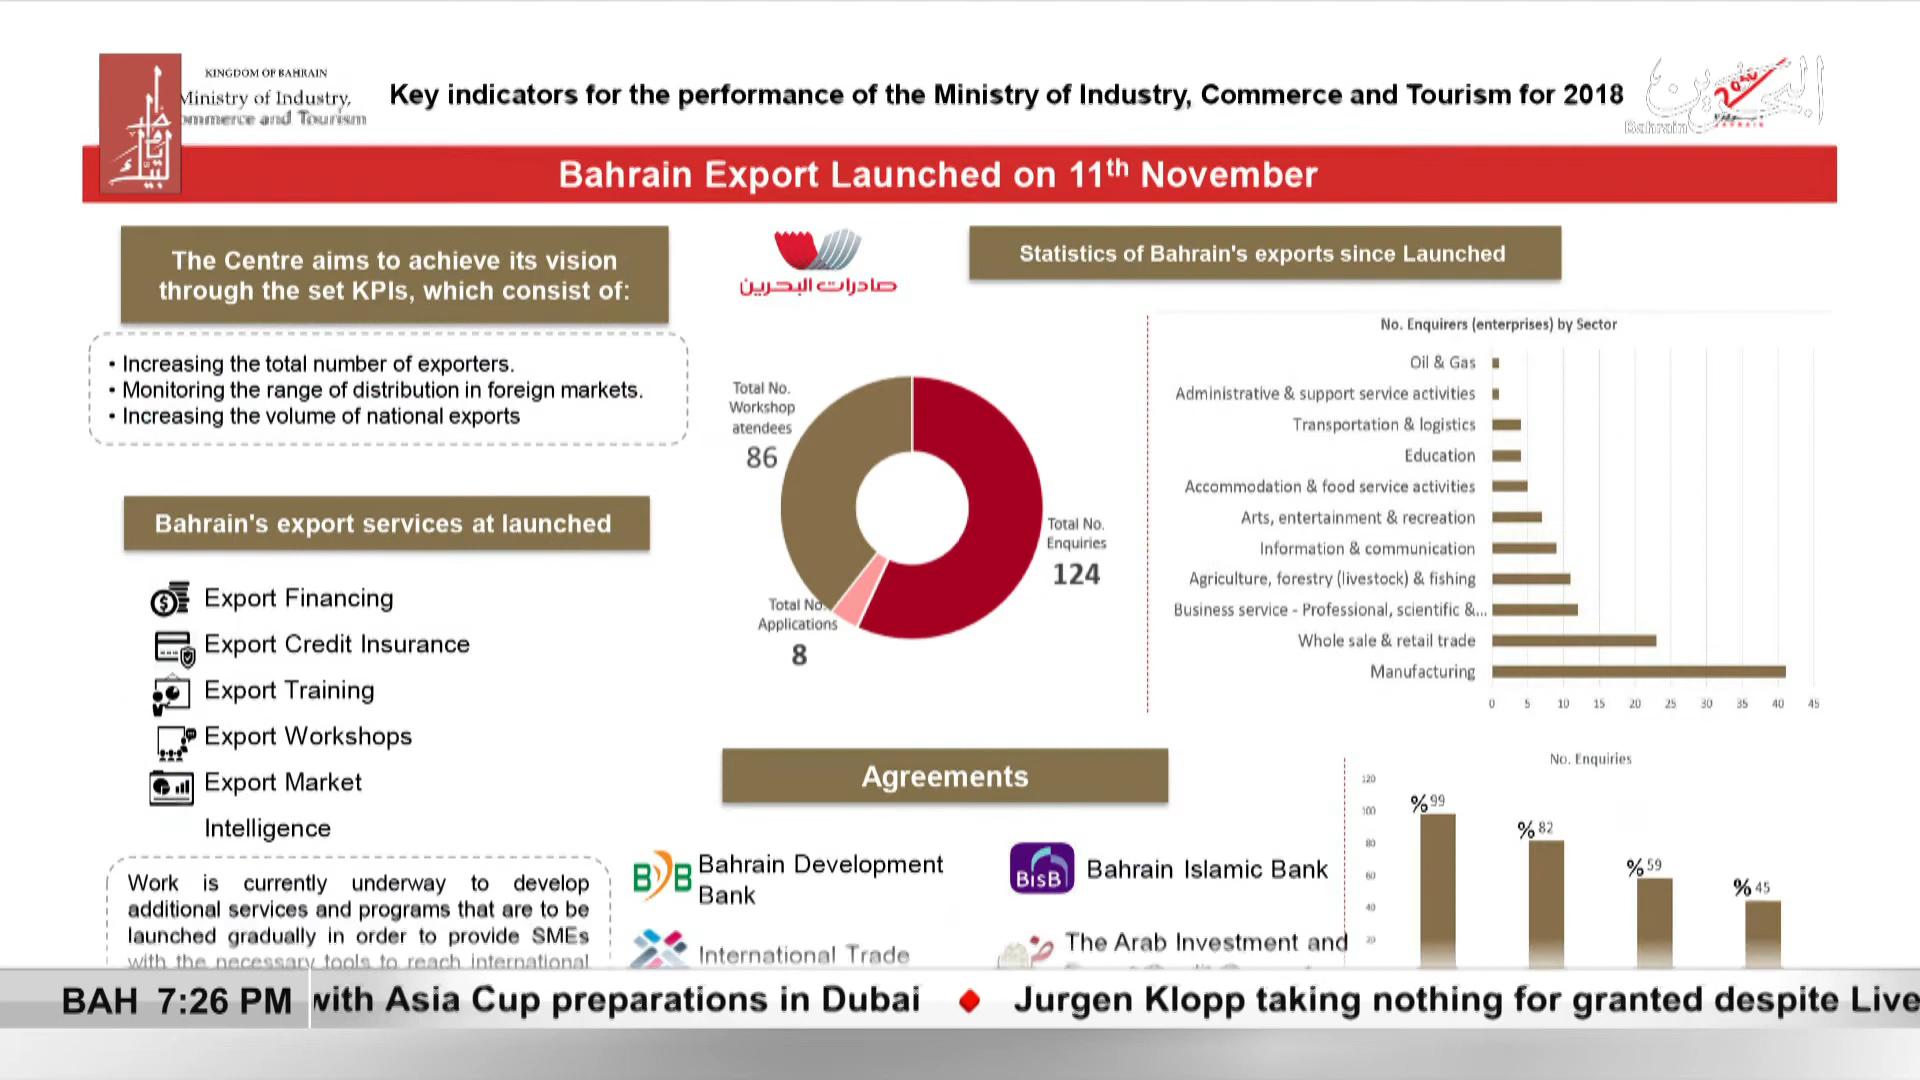 KINGDOM OF BAHRAIN
Ministry of Industry,
ommerce and Tourism
Key indicators for the performance of the Ministry of Industry, Commerce and Tourism for 2018
البحرين
Bahrain
Bahrain Export Launched on 11th November
The Centre aims to achieve its vision
through the set KPIs, which consist of:
• Increasing the total number of exporters.
• Monitoring the range of distribution in foreign markets.
• Increasing the volume of national exports
Bahrain's export services at launched
Export Financing
Export Credit Insurance
Export Training
Export Workshops
Export Market
Intelligence
Work is currently underway to develop
additional services and programs that are to be
launched gradually in order to provide SMEs
with the necessary tools to reach international
صادرات البحرين
Statistics of Bahrain's exports since Launched
Total No.
Workshop
atendees
86
Total No.
Enquiries
124
Total No.
Applications
8
No. Enquirers (enterprises) by Sector
Oil & Gas
Administrative & support service activities
Transportation & logistics
Education
Accommodation & food service activities
Arts, entertainment & recreation
Information & communication
Agriculture, forestry (livestock) & fishing
Business service - Professional, scientific &...
Whole sale & retail trade
Manufacturing
0 5 10 15 20 25 30 35 40 45
Agreements
BDB Bahrain Development
Bank
BisB Bahrain Islamic Bank
International Trade
The Arab Investment and
No. Enquiries
120
100
80
60
40
20
%99
%82
%59
%45
BAH 7:26 PM with Asia Cup preparations in Dubai ♦ Jurgen Klopp taking nothing for granted despite Live